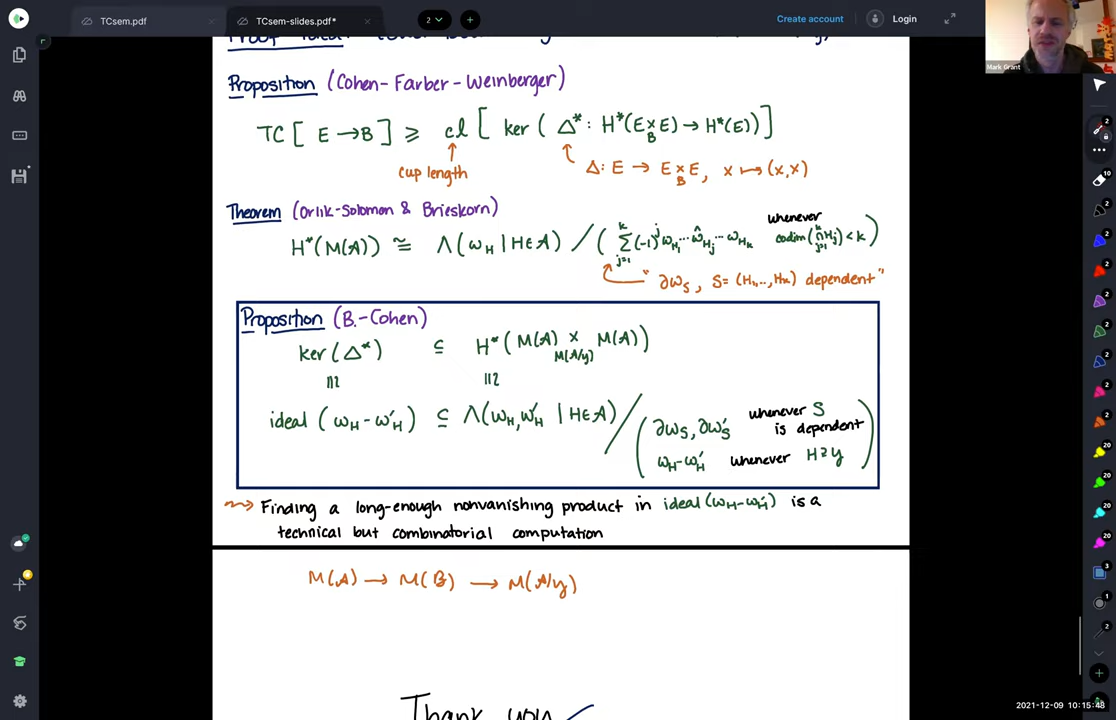 TCsem.pdf
TCsem-slides.pdf*
2
Create account
Login
Mark Grant
Proposition (Cohen-Farber-Weinberger)
TC [ E → B ] ≥ cl [ ker ( Δ* : H*(E ×_B E) → H*(E) ) ]
cup length
Δ : E → E ×_B E, x ↦ (x,x)
Theorem (Orlik-Solomon & Brieskorn)
H*(M(A)) ≅ Λ(ω_H | H∈A) / ( Σ_{j=1}^k (-1)^j ω_{H_1} ⋯ ω̂_{H_j} ⋯ ω_{H_k} whenever codim(∩_{j=1}^k H_j) < k )
"∂ω_S, S = (H_1, ..., H_k) dependent"
Proposition (B.-Cohen)
ker(Δ*) ⊆ H*(M(A) ×_{M(A/Y)} M(A))
≅ ≅
ideal (ω_H - ω'_H) ⊆ Λ(ω_H, ω'_H | H∈A) / ( ∂ω_S, ∂ω'_S whenever S is dependent
ω_H - ω'_H whenever H ⊇ Y )
⇝ Finding a long-enough nonvanishing product in ideal(ω_H - ω'_H) is a
technical but combinatorial computation
M(A) → M(B) → M(A/Y)
Thank you
2021-12-09 10:15:48